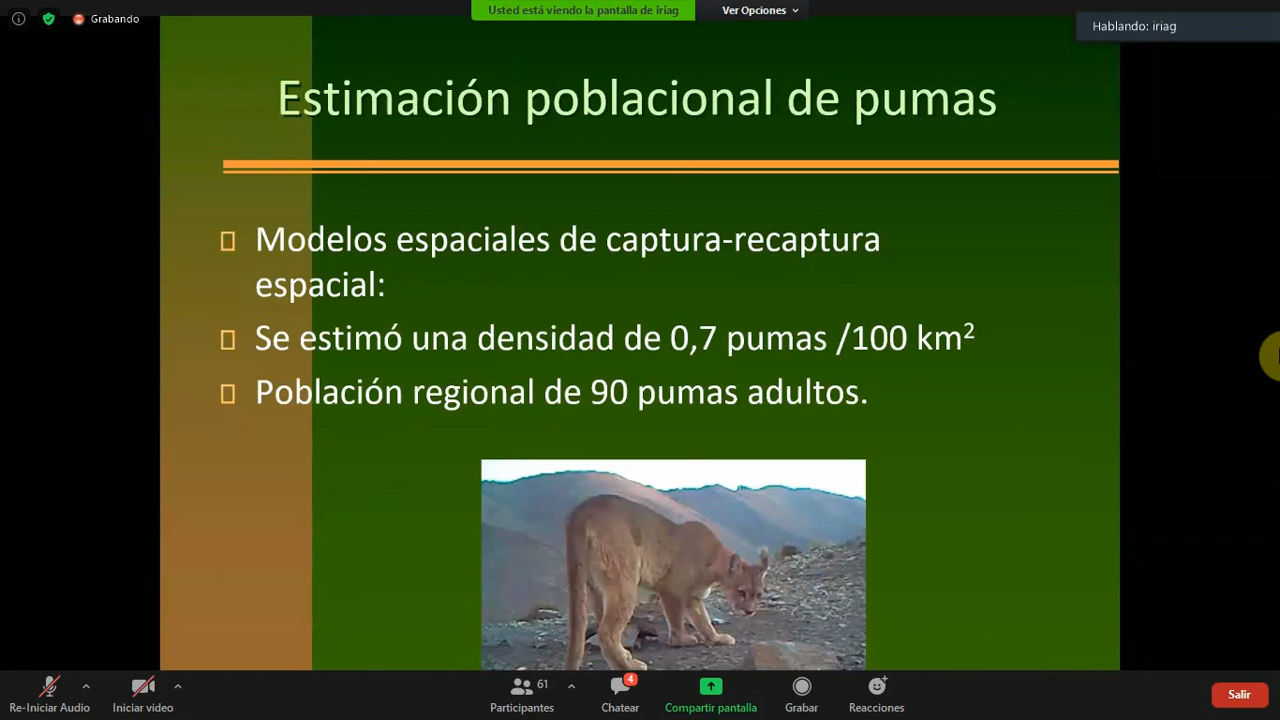 Grabando
Usted está viendo la pantalla de iriag
Ver Opciones
Hablando: iriag
Estimación poblacional de pumas
Modelos espaciales de captura-recaptura
espacial:
Se estimó una densidad de 0,7 pumas /100 km²
Población regional de 90 pumas adultos.
Re-Iniciar Audio
Iniciar video
61
Participantes
4
Chatear
Compartir pantalla
Grabar
Reacciones
Salir